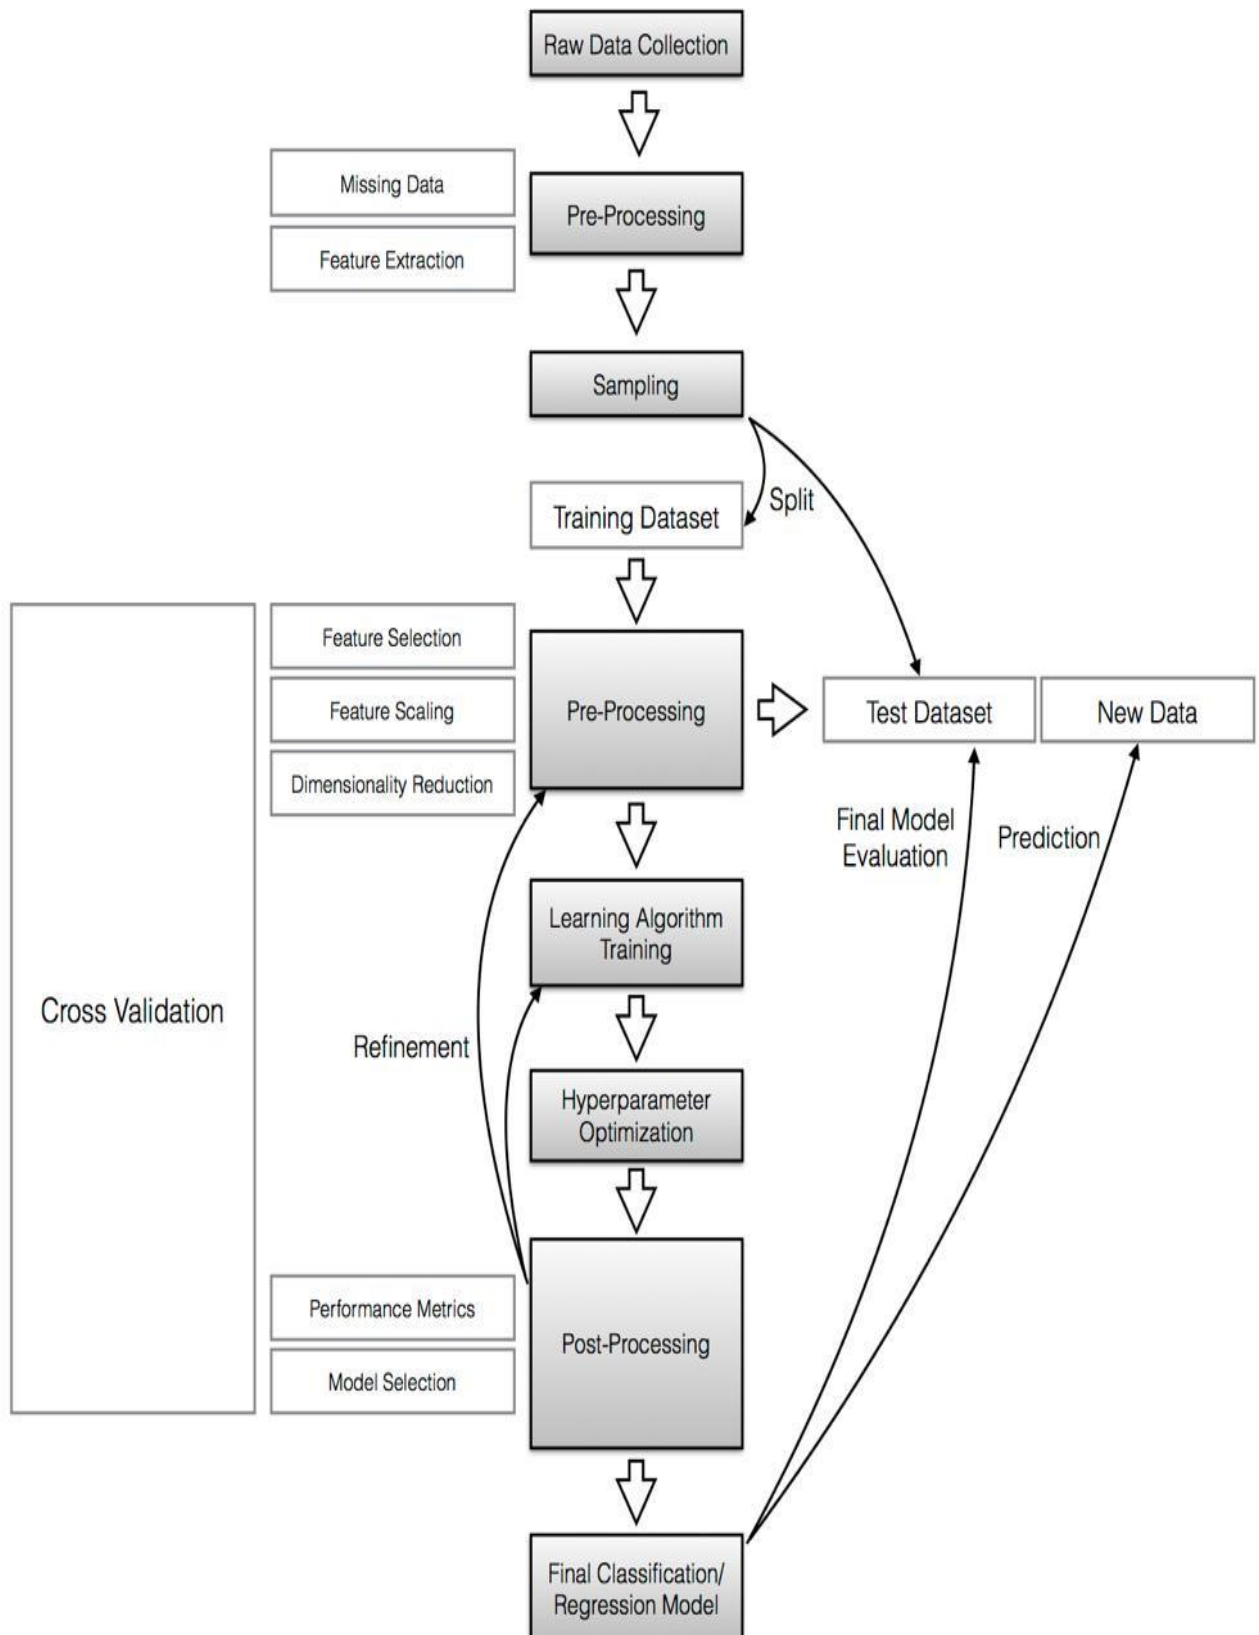 Raw Data Collection
Missing Data
Pre-Processing
Feature Extraction
Sampling
Split
Training Dataset
Feature Selection
Feature Scaling
Pre-Processing
Test Dataset
New Data
Dimensionality Reduction
Final Model
Evaluation
Prediction
Learning Algorithm
Training
Cross Validation
Refinement
Hyperparameter
Optimization
Performance Metrics
Post-Processing
Model Selection
Final Classification/
Regression Model